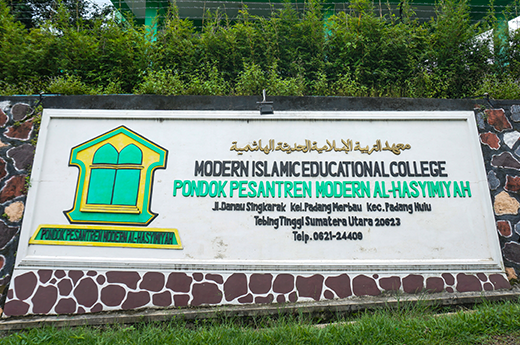 معهد التربية الإسلامية الحديثة الهاشمية
MODERN ISLAMIC EDUCATIONAL COLLEGE
PONDOK PESANTREN MODERN AL-HASYIMIYAH
Jl.Danau Singkarak Kel.Padang Merbau Kec.Padang Hulu
Tebing Tinggi Sumatera Utara 20623
Telp. 0621-24408
PONDOK PESANTREN MODERN AL-HASYIMIYAH